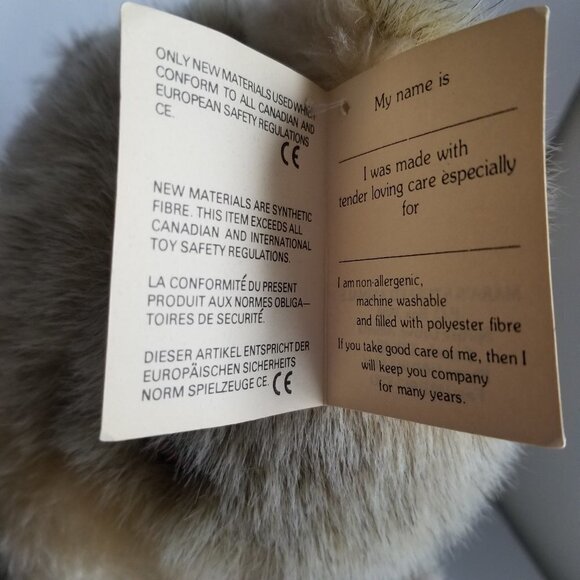 ONLY NEW MATERIALS USED WHICH
CONFORM TO ALL CANADIAN AND
EUROPEAN SAFETY REGULATIONS
CE.
CE
NEW MATERIALS ARE SYNTHETIC
FIBRE. THIS ITEM EXCEEDS ALL
CANADIAN AND INTERNATIONAL
TOY SAFETY REGULATIONS.
LA CONFORMITÉ DU PRESENT
PRODUIT AUX NORMES OBLIGA—
TOIRES DE SECURITÉ.
DIESER ARTIKEL ENTSPRICHT DER
EUROPÄISCHEN SICHERHEITS
NORM SPIELZEUGE CE. CE
My name is
I was made with
tender loving care especially
for
I am non-allergenic,
machine washable
and filled with polyester fibre
If you take good care of me, then I
will keep you company
for many years.